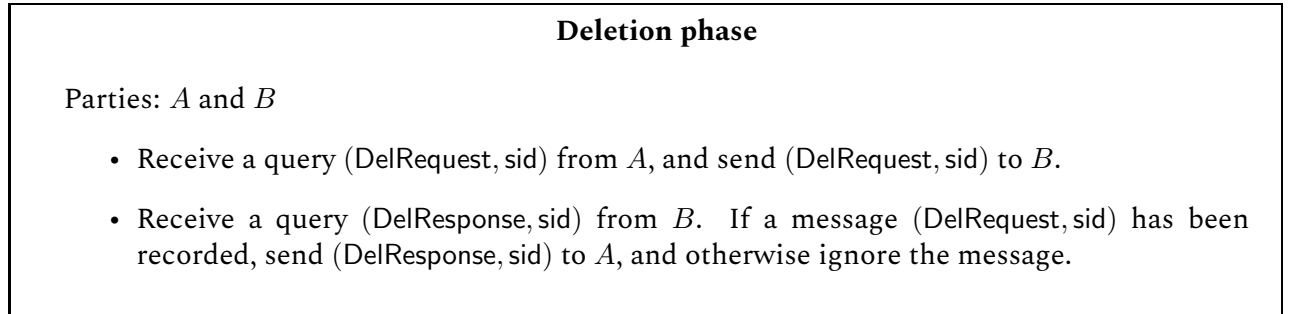 Deletion phase
Parties: A and B
• Receive a query (DelRequest, sid) from A, and send (DelRequest, sid) to B.
• Receive a query (DelResponse, sid) from B. If a message (DelRequest, sid) has been
recorded, send (DelResponse, sid) to A, and otherwise ignore the message.